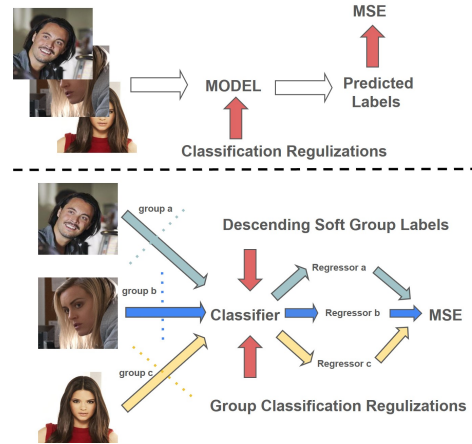 MSE
MODEL
Predicted
Labels
Classification Regulizations
group a
Descending Soft Group Labels
Regressor a
group b
Classifier
Regressor b
MSE
group c
Regressor c
Group Classification Regulizations